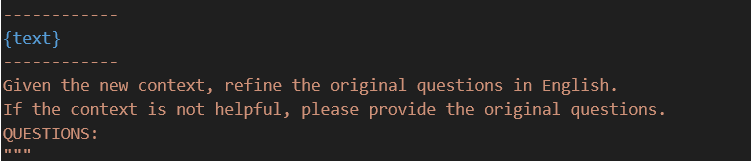 ------------
{text}
------------
Given the new context, refine the original questions in English.
If the context is not helpful, please provide the original questions.
QUESTIONS:
"""